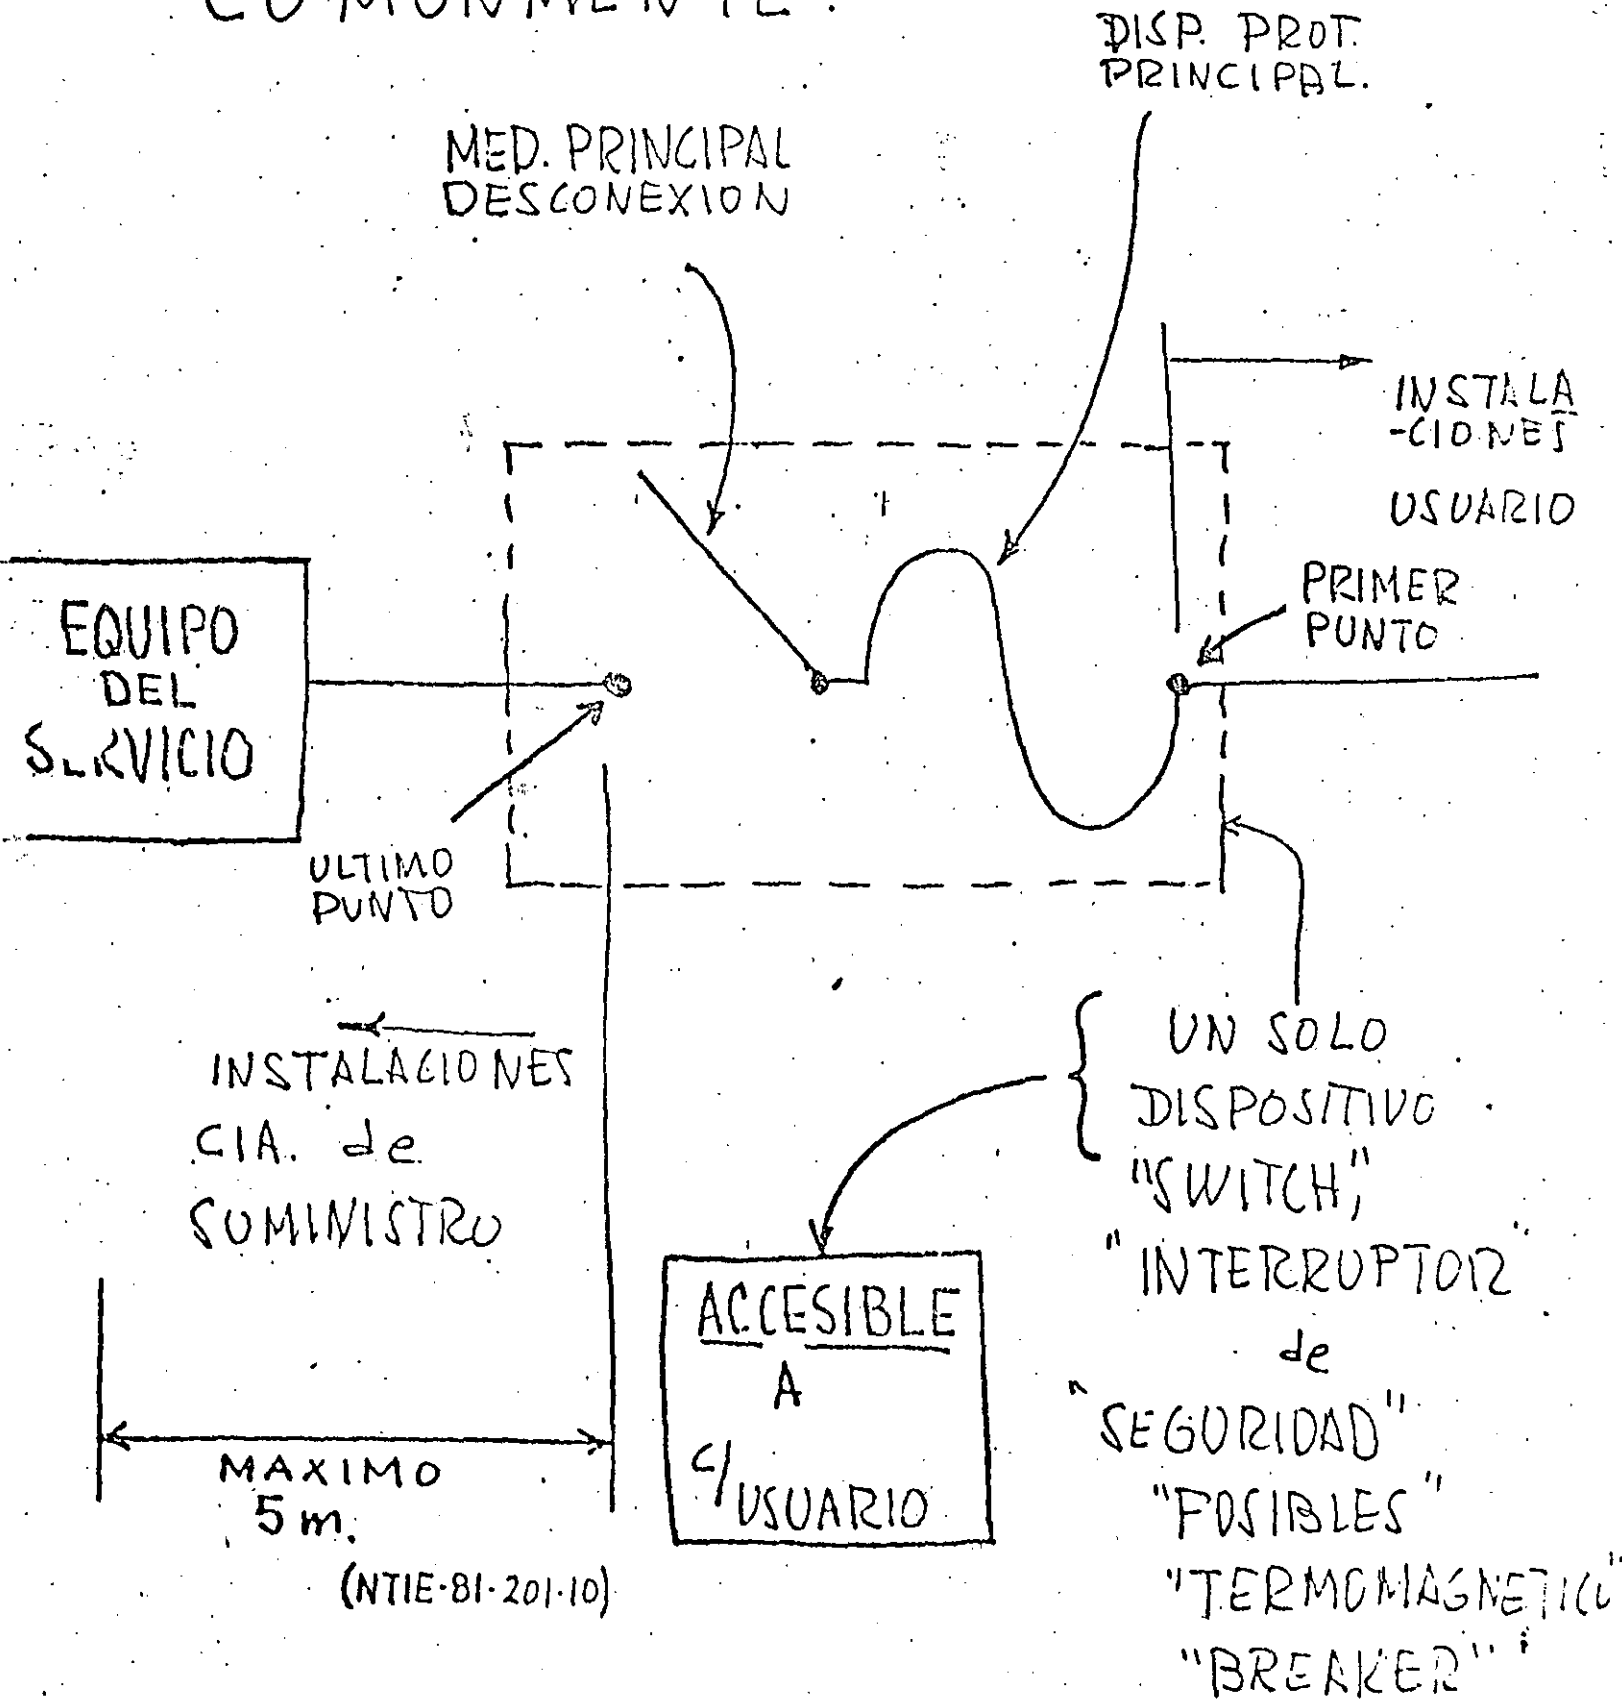 COMUNMENTE:
DISP. PROT.
PRINCIPAL.
MED. PRINCIPAL
DESCONEXION
INSTALA
-CIONES
USUARIO
PRIMER
PUNTO
EQUIPO
DEL
SERVICIO
ULTIMO
PUNTO
INSTALACIONES
CIA. de
SUMINISTRO
MAXIMO
5 m.
(NTIE-81-201-10)
ACCESIBLE
A
c/
USUARIO
UN SOLO
DISPOSITIVO
"SWITCH",
"INTERRUPTOR"
de
"SEGURIDAD"
"FUSIBLES"
"TERMOMAGNETICO"
"BREAKER"